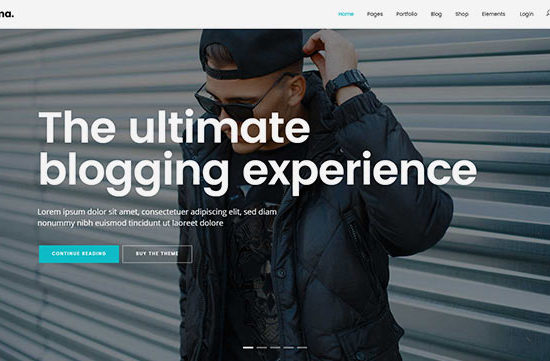 na.
Home Pages Portfolio Blog Shop Elements Login
The ultimate
blogging experience
Lorem ipsum dolor sit amet, consectetuer adipiscing elit, sed diam
nonummy nibh euismod tincidunt ut laoreet dolore
CONTINUE READING BUY THE THEME